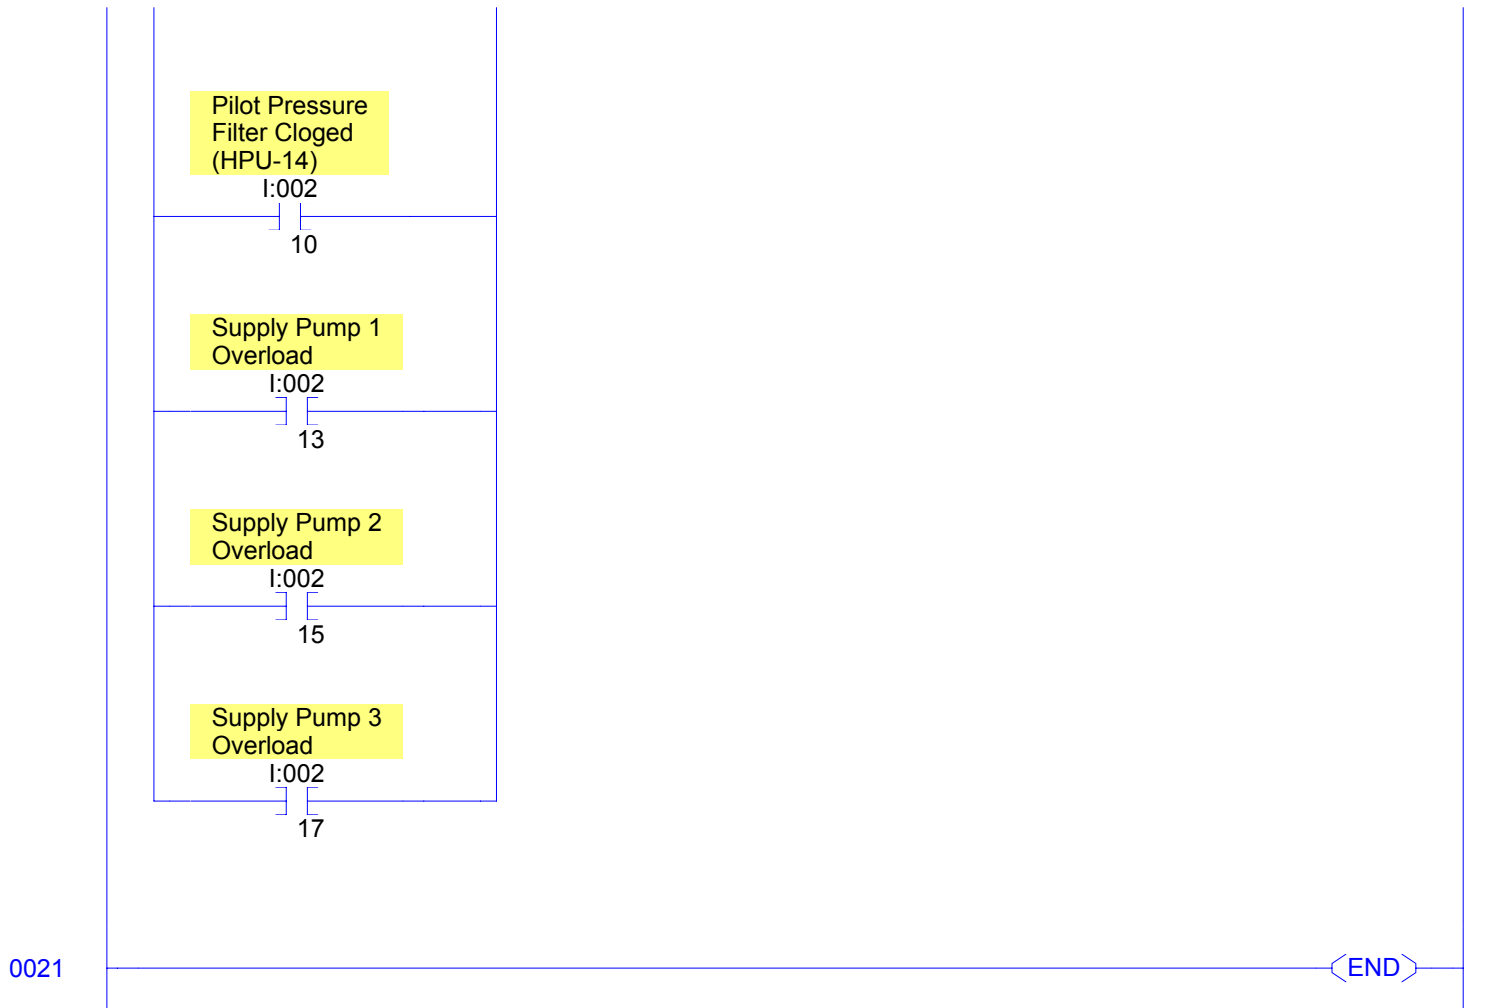 Pilot Pressure
Filter Cloged
(HPU-14)
I:002
10
Supply Pump 1
Overload
I:002
13
Supply Pump 2
Overload
I:002
15
Supply Pump 3
Overload
I:002
17
0021
END